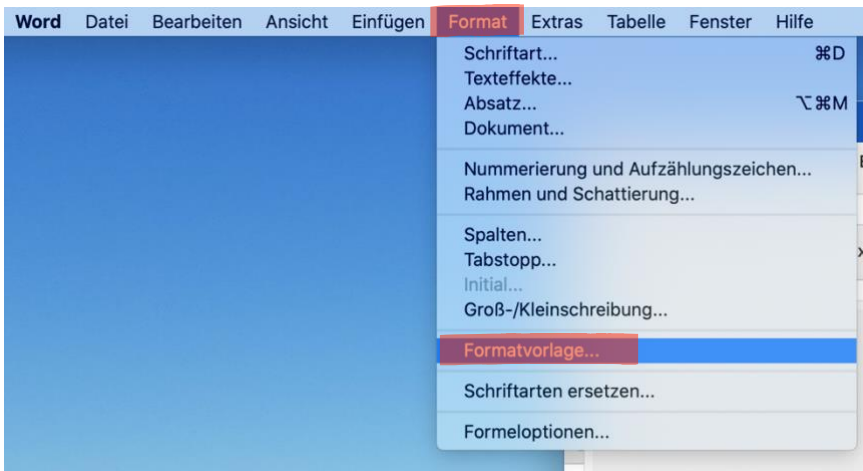 Word Datei Bearbeiten Ansicht Einfügen Format Extras Tabelle Fenster Hilfe
Schriftart... ⌘D
Texteffekte...
Absatz... ⌥⌘M
Dokument...
Nummerierung und Aufzählungszeichen...
Rahmen und Schattierung...
Spalten...
Tabstopp...
Initial...
Groß-/Kleinschreibung...
Formatvorlage...
Schriftarten ersetzen...
Formeloptionen...